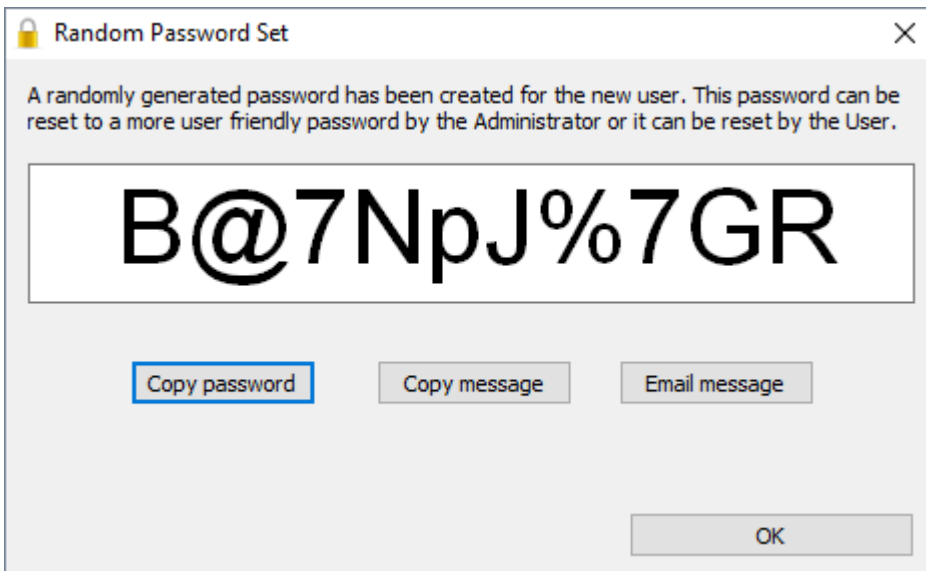 Random Password Set
A randomly generated password has been created for the new user. This password can be
reset to a more user friendly password by the Administrator or it can be reset by the User.
B@7NpJ%7GR
Copy password
Copy message
Email message
OK